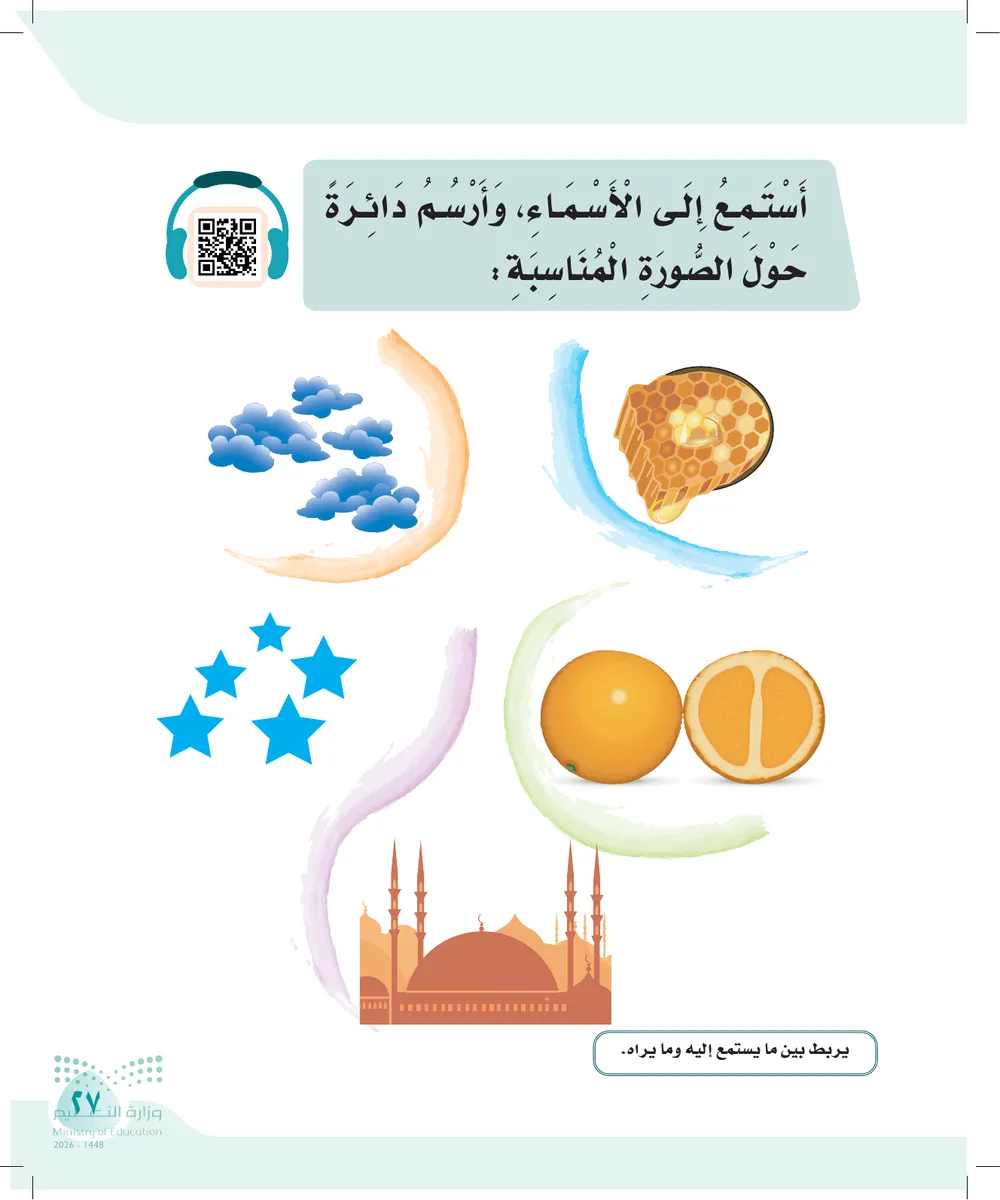 أَسْتَمِعُ إِلَى الْأَسْمَاءِ، وَأَرْسُمُ دَائِرَةً
حَوْلَ الصُّورَةِ الْمُنَاسِبَةِ :
يربط بين ما يستمع إليه وما يراه.
٢٧
وزارة التعليم
Ministry of Education
2026 - 1448